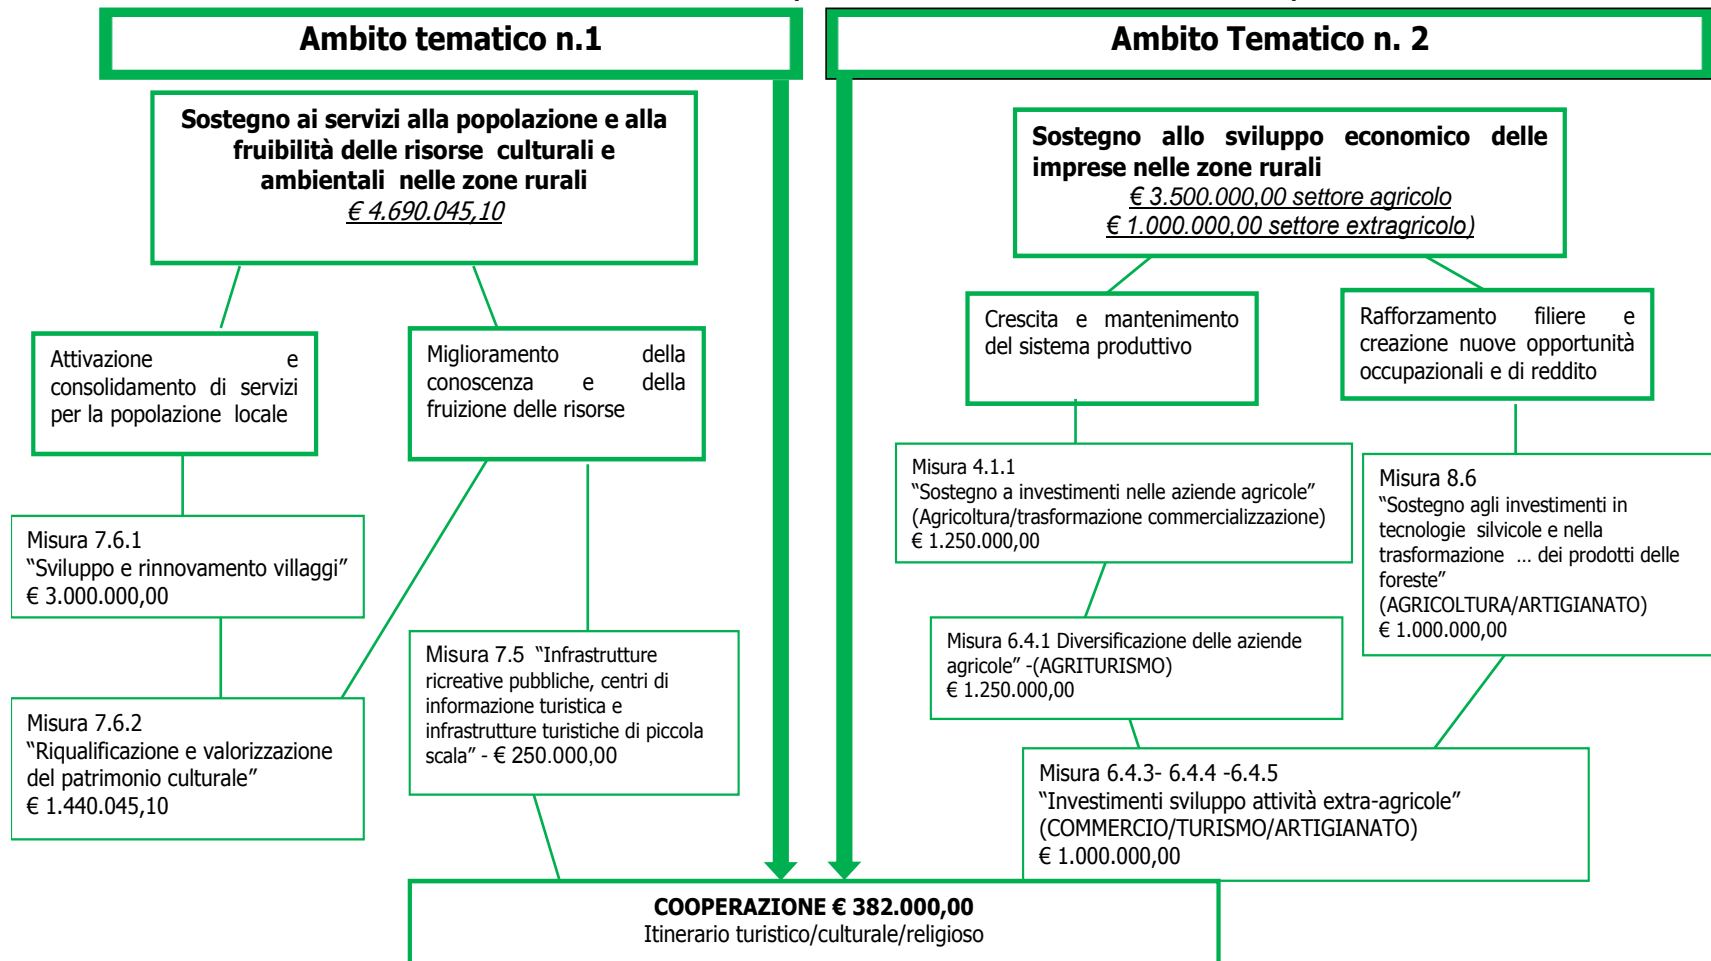 Ambito tematico n.1
Sostegno ai servizi alla popolazione e alla
fruibilità delle risorse culturali e
ambientali nelle zone rurali
€ 4.690.045,10
Attivazione e
consolidamento di servizi
per la popolazione locale
Miglioramento della
conoscenza e della
fruizione delle risorse
Misura 7.6.1
“Sviluppo e rinnovamento villaggi”
€ 3.000.000,00
Misura 7.6.2
“Riqualificazione e valorizzazione
del patrimonio culturale”
€ 1.440.045,10
Misura 7.5 “Infrastrutture
ricreative pubbliche, centri di
informazione turistica e
infrastrutture turistiche di piccola
scala” - € 250.000,00
Ambito Tematico n. 2
Sostegno allo sviluppo economico delle
imprese nelle zone rurali
€ 3.500.000,00 settore agricolo
€ 1.000.000,00 settore extragricolo)
Crescita e mantenimento
del sistema produttivo
Rafforzamento filiere e
creazione nuove opportunità
occupazionali e di reddito
Misura 4.1.1
“Sostegno a investimenti nelle aziende agricole”
(Agricoltura/trasformazione commercializzazione)
€ 1.250.000,00
Misura 8.6
“Sostegno agli investimenti in
tecnologie silvicole e nella
trasformazione ... dei prodotti delle
foreste”
(AGRICOLTURA/ARTIGIANATO)
€ 1.000.000,00
Misura 6.4.1 Diversificazione delle aziende
agricole” -(AGRITURISMO)
€ 1.250.000,00
Misura 6.4.3- 6.4.4 -6.4.5
“Investimenti sviluppo attività extra-agricole”
(COMMERCIO/TURISMO/ARTIGIANATO)
€ 1.000.000,00
COOPERAZIONE € 382.000,00
Itinerario turistico/culturale/religioso